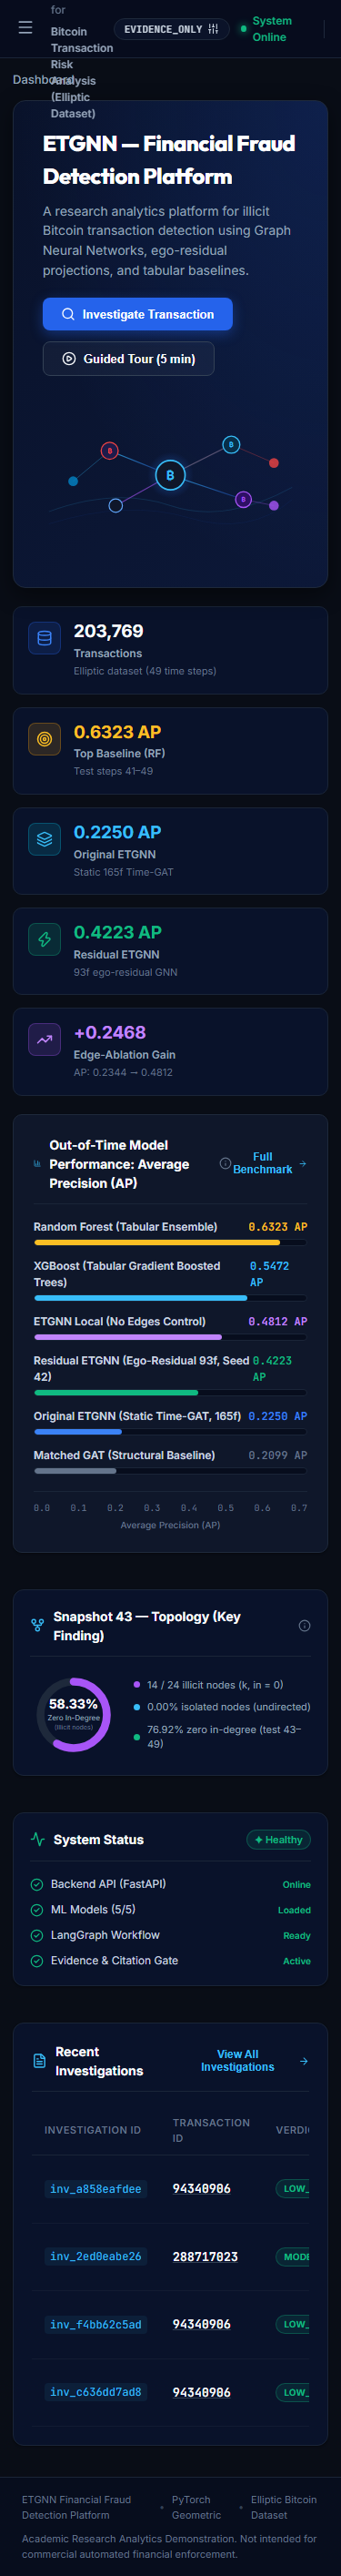 for
Bitcoin
Transaction
Risk
Analysis
(Elliptic
Dataset)
EVIDENCE_ONLY
System
Online
Dashboard
ETGNN — Financial Fraud
Detection Platform
A research analytics platform for illicit
Bitcoin transaction detection using Graph
Neural Networks, ego-residual
projections, and tabular baselines.
Investigate Transaction
Guided Tour (5 min)
203,769
Transactions
Elliptic dataset (49 time steps)
0.6323 AP
Top Baseline (RF)
Test steps 41–49
0.2250 AP
Original ETGNN
Static 165f Time-GAT
0.4223 AP
Residual ETGNN
93f ego-residual GNN
+0.2468
Edge-Ablation Gain
AP: 0.2344 → 0.4812
Out-of-Time Model
Performance: Average
Precision (AP)
Full
Benchmark →
Random Forest (Tabular Ensemble) 0.6323 AP
XGBoost (Tabular Gradient Boosted
Trees)
0.5472
AP
ETGNN Local (No Edges Control) 0.4812 AP
Residual ETGNN (Ego-Residual 93f, Seed
42)
0.4223
AP
Original ETGNN (Static Time-GAT, 165f) 0.2250 AP
Matched GAT (Structural Baseline) 0.2099 AP
0.0 0.1 0.2 0.3 0.4 0.5 0.6 0.7
Average Precision (AP)
Snapshot 43 — Topology (Key
Finding)
58.33%
Zero In-Degree
(illicit nodes)
14 / 24 illicit nodes (k_in = 0)
0.00% isolated nodes (undirected)
76.92% zero in-degree (test 43–
49)
System Status
✦ Healthy
Backend API (FastAPI) Online
ML Models (5/5) Loaded
LangGraph Workflow Ready
Evidence & Citation Gate Active
Recent
Investigations
View All
Investigations →
INVESTIGATION ID
TRANSACTION
ID
VERDI
inv_a858eafdee 94340906 LOW_
inv_2ed0eabe26 288717023 MODE
inv_f4bb62c5ad 94340906 LOW_
inv_c636dd7ad8 94340906 LOW_
ETGNN Financial Fraud
Detection Platform
•
PyTorch
Geometric
•
Elliptic Bitcoin
Dataset
Academic Research Analytics Demonstration. Not intended for
commercial automated financial enforcement.